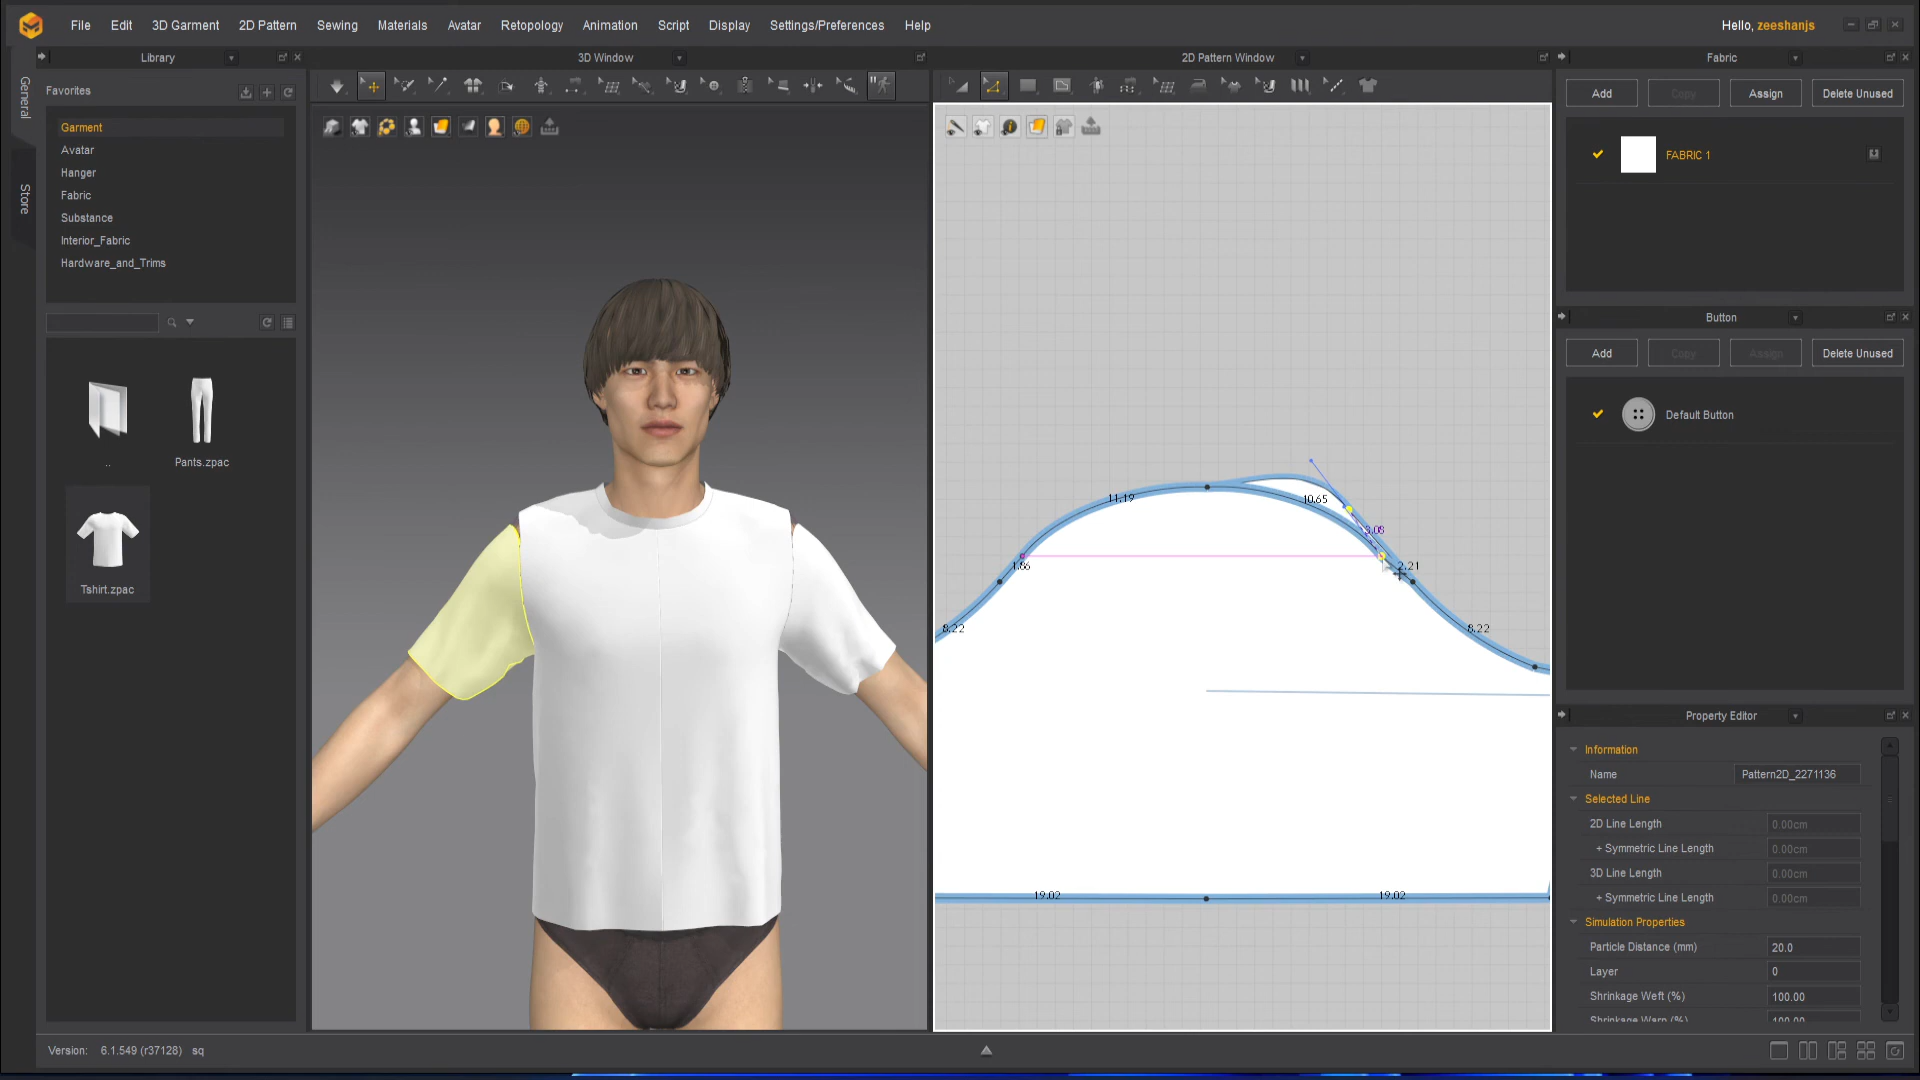 File Edit 3D Garment 2D Pattern Sewing Materials Avatar Retopology Animation Script Display Settings/Preferences Help
Hello, zeeshanjs
Library
3D Window
2D Pattern Window
Fabric
General
Store
Favorites
Garment
Avatar
Hanger
Fabric
Substance
Interior_Fabric
Hardware_and_Trims
..
Pants.zpac
Tshirt.zpac
11.19
10.65
3.08
1.86
2.21
8.22
8.22
19.02
19.02
Add Copy Assign Delete Unused
FABRIC 1
Button
Add Copy Assign Delete Unused
Default Button
Property Editor
Information
Name Pattern2D_2271136
Selected Line
2D Line Length 0.00cm
+ Symmetric Line Length 0.00cm
3D Line Length 0.00cm
+ Symmetric Line Length 0.00cm
Simulation Properties
Particle Distance (mm) 20.0
Layer 0
Shrinkage Weft (%) 100.00
Shrinkage Warp (%) 100.00
Version: 6.1.549 (r37128) sq